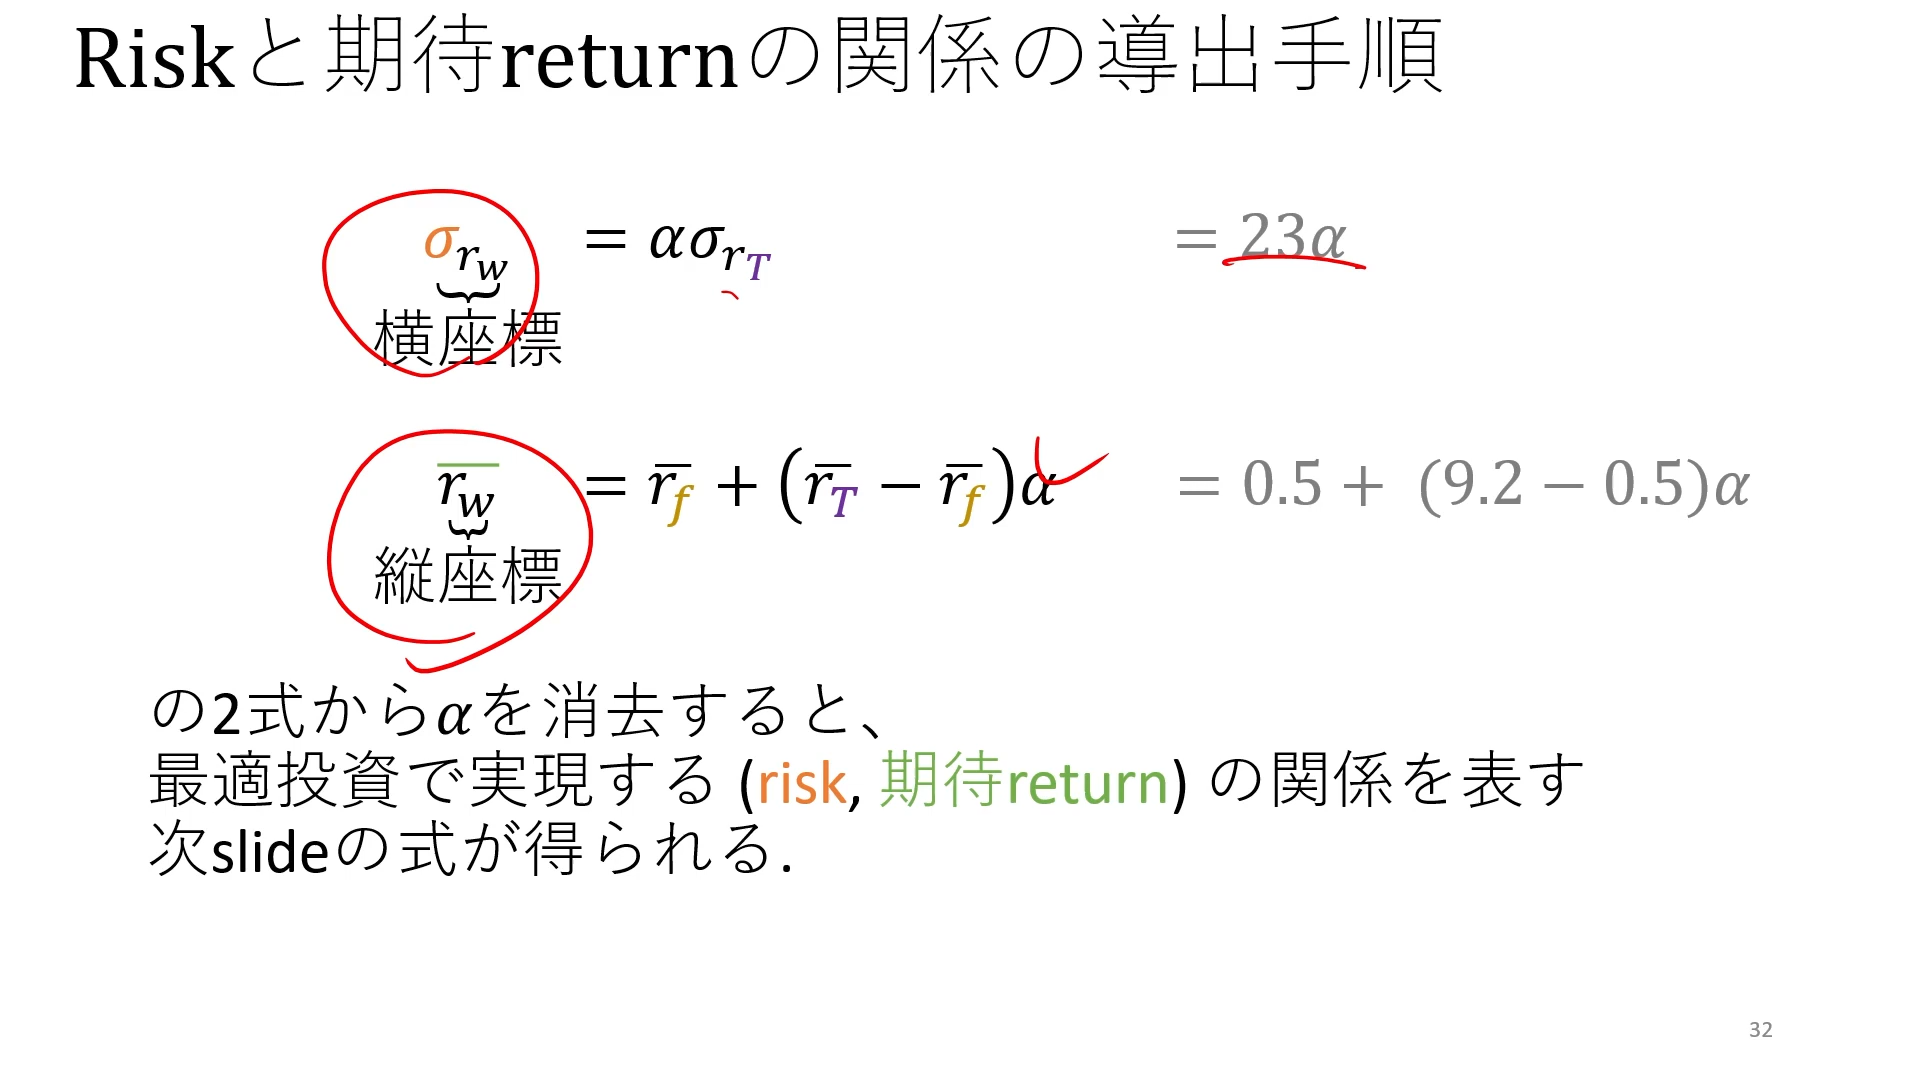 Riskと期待returnの関係の導出手順
σ_{r_w} = ασ_{r_T} = 23α
横座標
\overline{r_w} = \overline{r_f} + (\overline{r_T} − \overline{r_f})α = 0.5 + (9.2 − 0.5)α
縦座標
の2式からαを消去すると、
最適投資で実現する (risk, 期待return) の関係を表す
次slideの式が得られる.
32